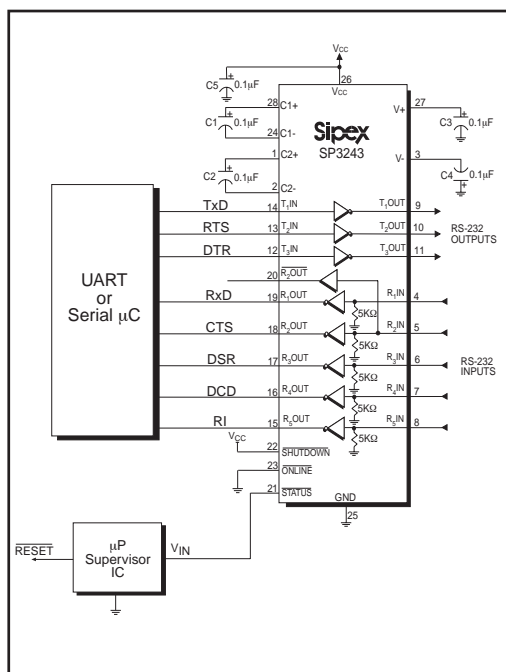 VCC
C5
+
0.1µF
26
VCC
28
C1+
C1
+
0.1µF
24
C1-
1
C2+
C2
+
0.1µF
2
C2-
Sipex
SP3243
V+
27
C3
+
0.1µF
V-
3
C4
0.1µF
+
UART
or
Serial µC
TxD
14
T1IN
T1OUT
9
RTS
13
T2IN
T2OUT
10
DTR
12
T3IN
T3OUT
11
RS-232
OUTPUTS
20
R2OUT
RxD
19
R1OUT
R1IN
4
5KΩ
CTS
18
R2OUT
R2IN
5
5KΩ
DSR
17
R3OUT
R3IN
6
5KΩ
RS-232
INPUTS
DCD
16
R4OUT
R4IN
7
5KΩ
RI
15
R5OUT
R5IN
8
5KΩ
VCC
22
SHUTDOWN
23
ONLINE
21
STATUS
GND
25
RESET
µP
Supervisor
IC
VIN